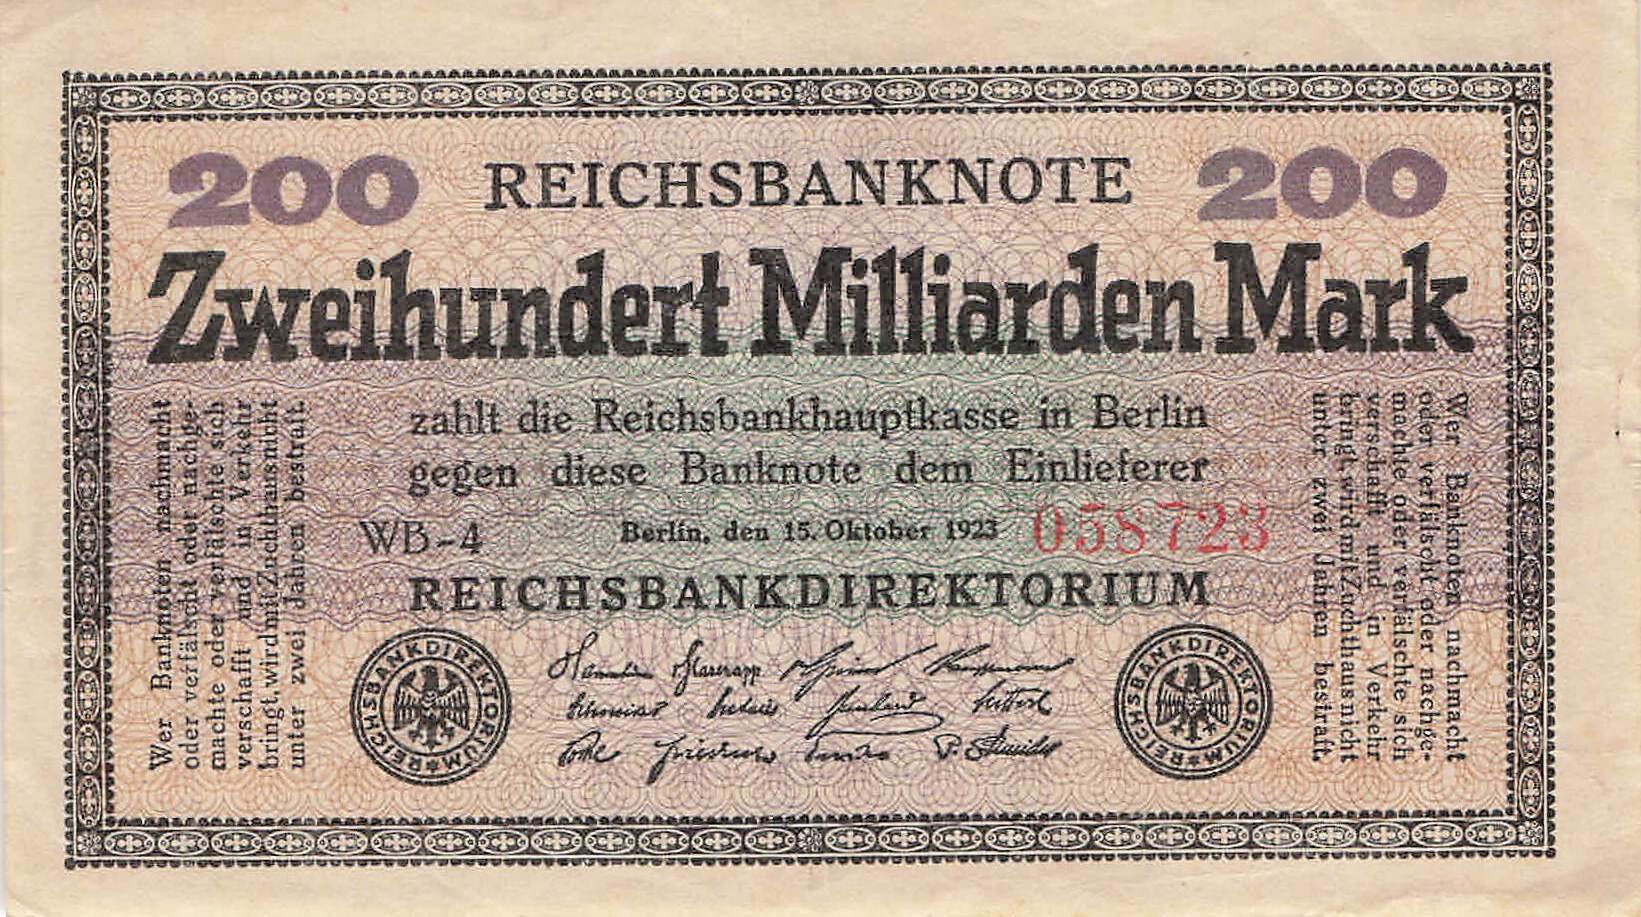 200 REICHSBANKNOTE 200
Zweihundert Milliarden Mark
zahlt die Reichsbankhauptkasse in Berlin
gegen diese Banknote dem Einlieferer
WB-4 Berlin, den 15. Oktober 1923 058723
REICHSBANKDIREKTORIUM
Wer Banknoten nachmacht
oder verfälscht oder nachge-
machte oder verfälschte sich
verschafft und in Verkehr
bringt, wird mit Zuchthaus nicht
unter zwei Jahren bestraft.
Wer Banknoten nachmacht
oder verfälscht oder nachge-
machte oder verfälschte sich
verschafft und in Verkehr
bringt, wird mit Zuchthaus nicht
unter zwei Jahren bestraft.
REICHSBANKDIREKTORIUM
REICHSBANKDIREKTORIUM
v. Glasenapp
Kauffmann
P. Schneider